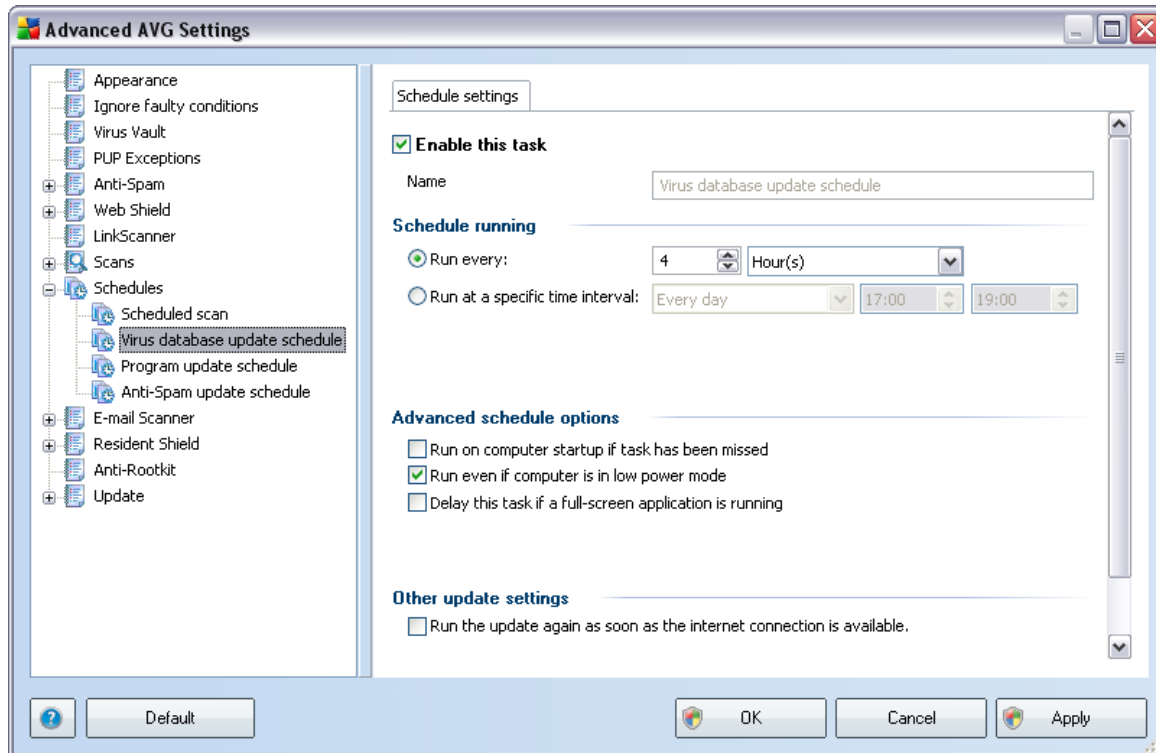 Advanced AVG Settings
Appearance
Ignore faulty conditions
Virus Vault
PUP Exceptions
Anti-Spam
Web Shield
LinkScanner
Scans
Schedules
Scheduled scan
Virus database update schedule
Program update schedule
Anti-Spam update schedule
E-mail Scanner
Resident Shield
Anti-Rootkit
Update
Schedule settings
Enable this task
Name Virus database update schedule
Schedule running
Run every: 4 Hour(s)
Run at a specific time interval: Every day 17:00 19:00
Advanced schedule options
Run on computer startup if task has been missed
Run even if computer is in low power mode
Delay this task if a full-screen application is running
Other update settings
Run the update again as soon as the internet connection is available.
? Default OK Cancel Apply